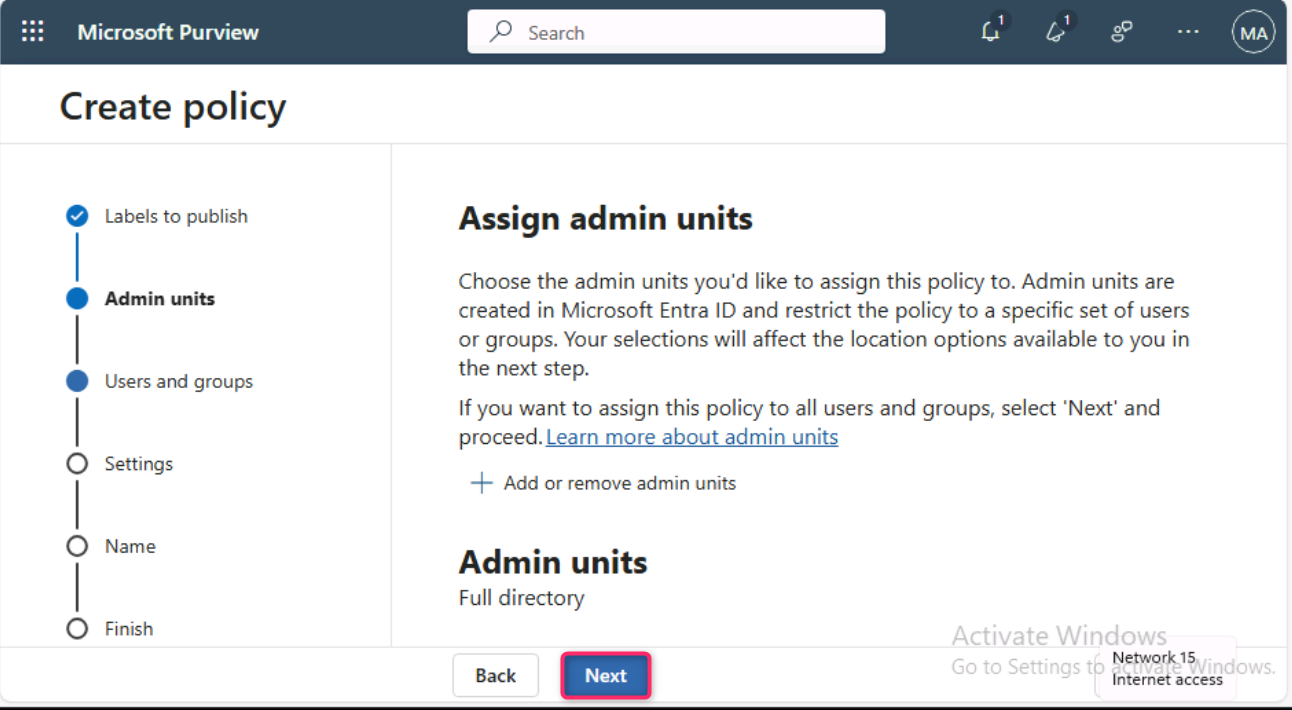 Microsoft Purview
Search
1
1
MA
Create policy
Labels to publish
Admin units
Users and groups
Settings
Name
Finish
Assign admin units
Choose the admin units you'd like to assign this policy to. Admin units are
created in Microsoft Entra ID and restrict the policy to a specific set of users
or groups. Your selections will affect the location options available to you in
the next step.
If you want to assign this policy to all users and groups, select 'Next' and
proceed. Learn more about admin units
Add or remove admin units
Admin units
Full directory
Back
Next
Activate Windows
Go to Settings to activate Windows.
Network 15
Internet access